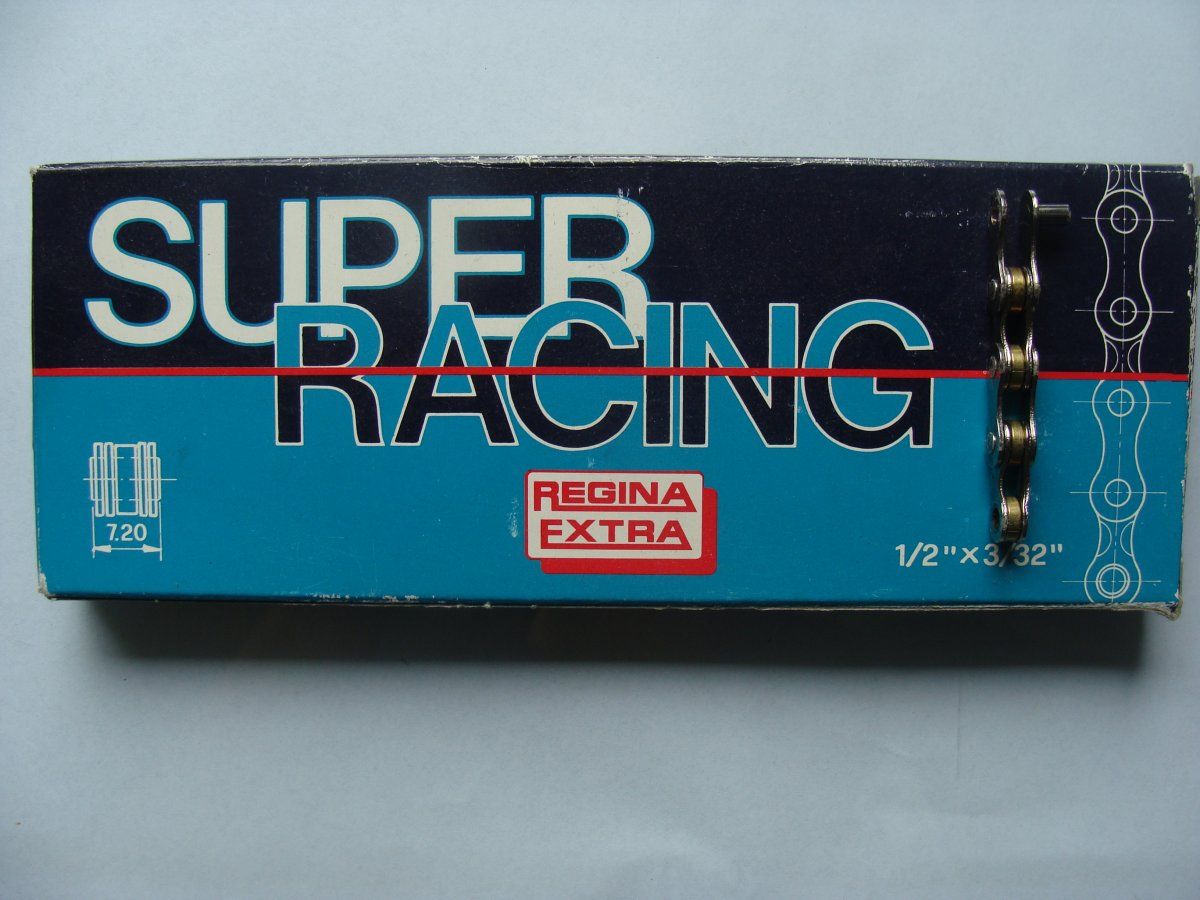 SUPER
RACING
7.20
REGINA
EXTRA
1/2" x 3/32"